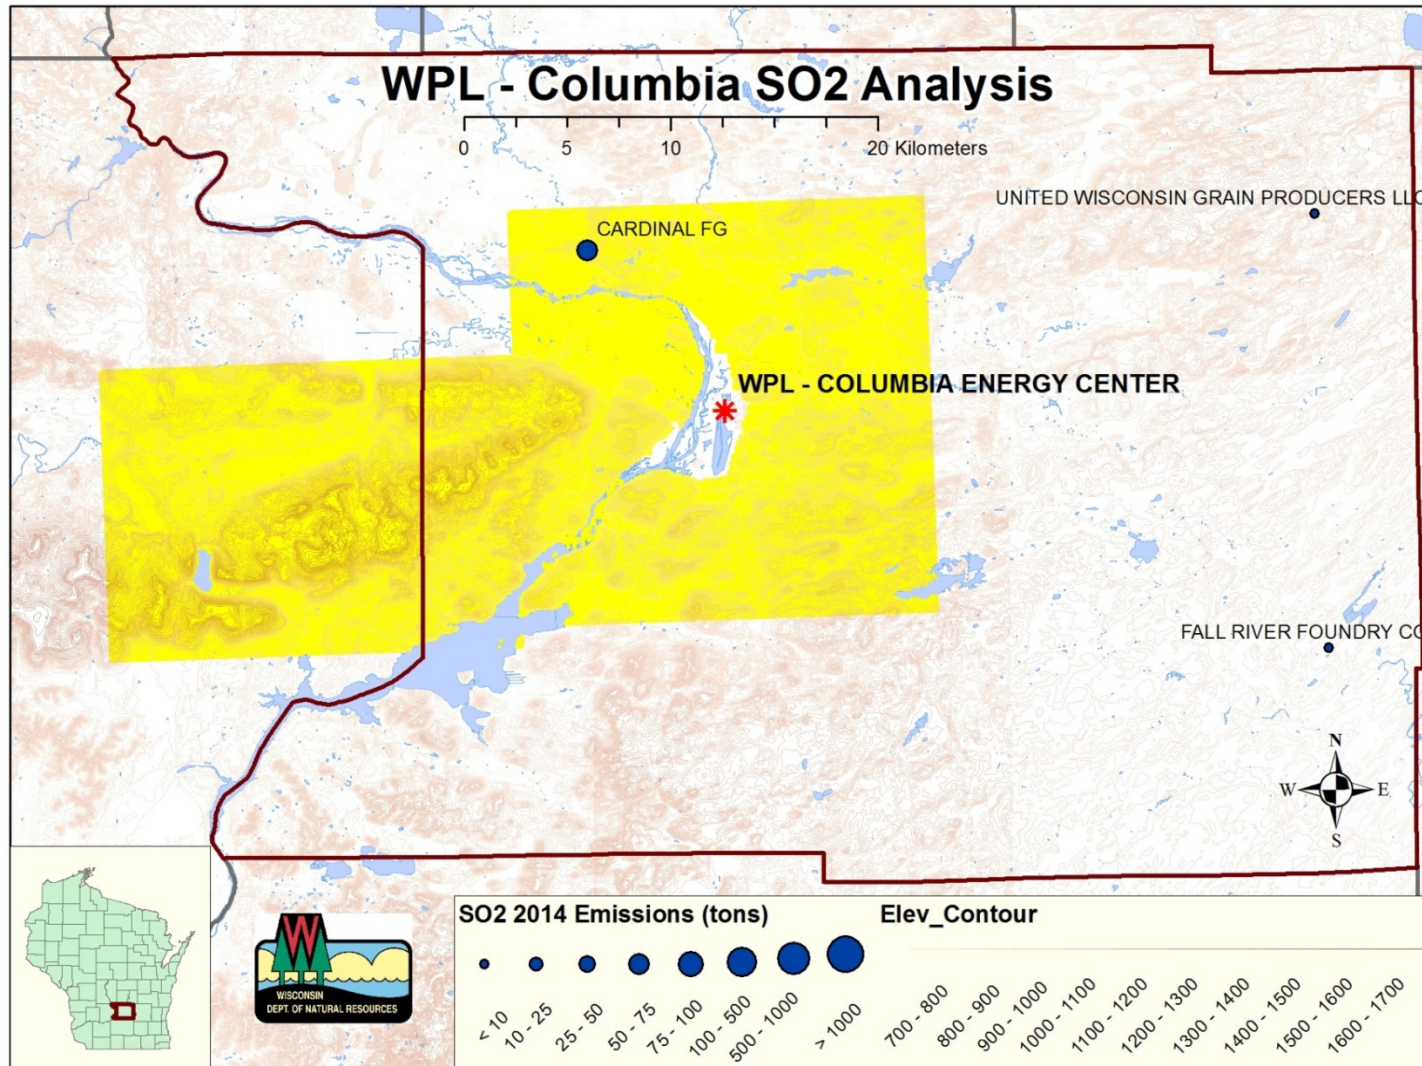 WPL - Columbia SO2 Analysis
0 5 10 20 Kilometers
UNITED WISCONSIN GRAIN PRODUCERS LLC
CARDINAL FG
WPL - COLUMBIA ENERGY CENTER
FALL RIVER FOUNDRY CO
N
W E
S
SO2 2014 Emissions (tons)
< 10
10 - 25
25 - 50
50 - 75
75 - 100
100 - 500
500 - 1000
> 1000
Elev_Contour
700 - 800
800 - 900
900 - 1000
1000 - 1100
1100 - 1200
1200 - 1300
1300 - 1400
1400 - 1500
1500 - 1600
1600 - 1700
W
WISCONSIN
DEPT. OF NATURAL RESOURCES